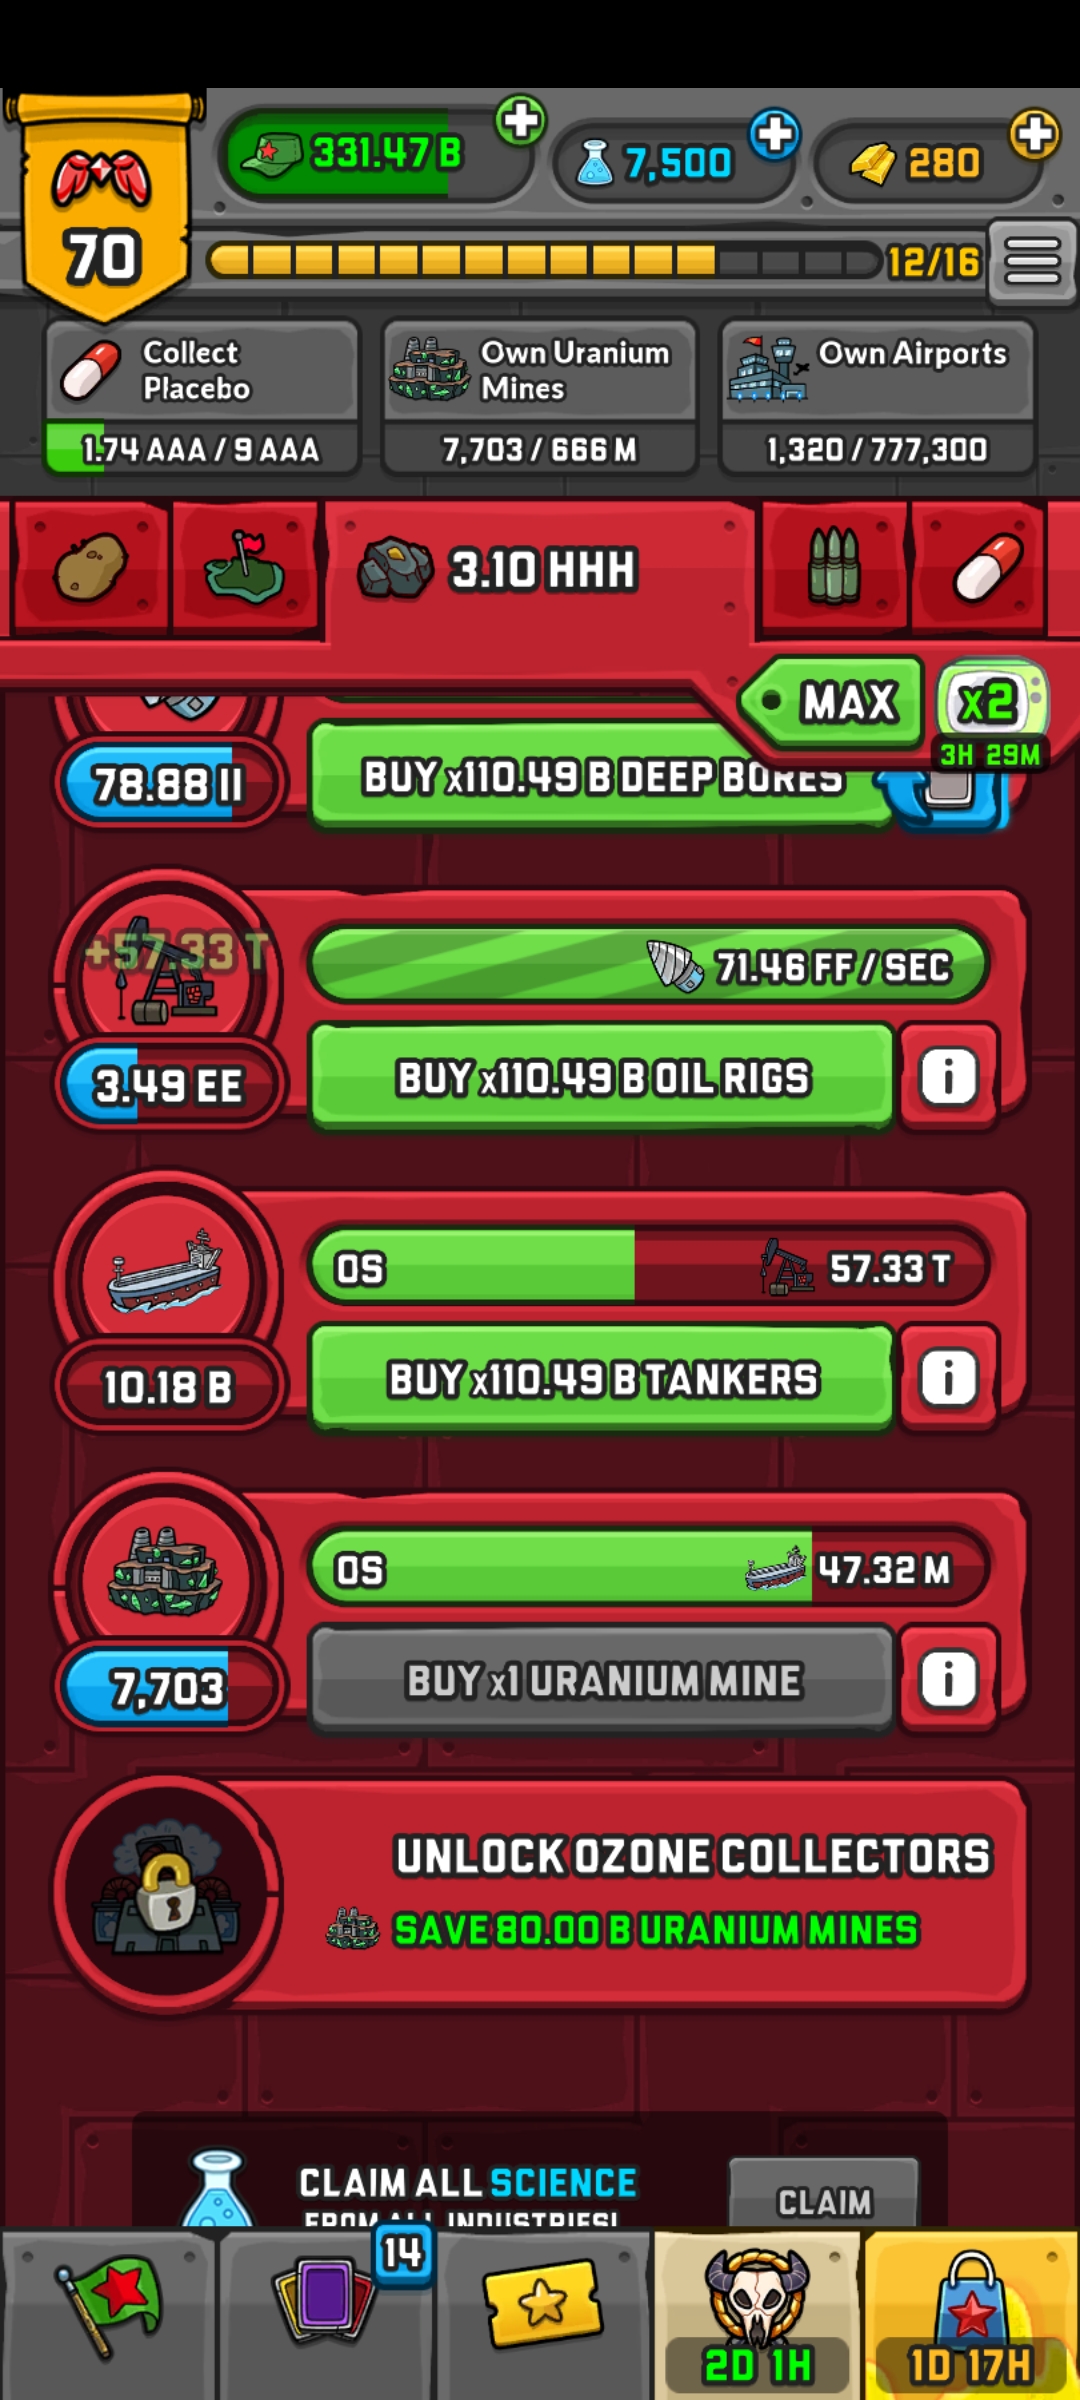 331.47 B
7,500
280
70
12/16
Collect
Placebo
Own Uranium
Mines
Own Airports
1.74 AAA / 9 AAA
7,703 / 666 M
1,320 / 777,300
3.10 HHH
MAX
x2
3H 29M
78.88 II
BUY x110.49 B DEEP BORES
+57.33 T
71.46 FF / SEC
3.49 EE
BUY x110.49 B OIL RIGS
i
0S
57.33 T
10.18 B
BUY x110.49 B TANKERS
i
0S
47.32 M
7,703
BUY x1 URANIUM MINE
i
UNLOCK OZONE COLLECTORS
SAVE 80.00 B URANIUM MINES
CLAIM ALL SCIENCE
FROM ALL INDUSTRIES!
CLAIM
14
2D 1H
1D 17H